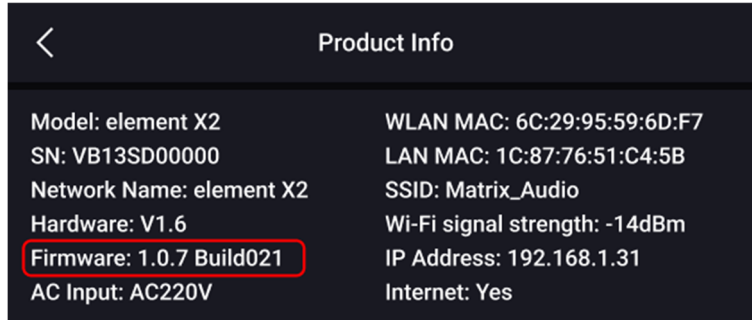 Product Info
Model: element X2
SN: VB13SD00000
Network Name: element X2
Hardware: V1.6
Firmware: 1.0.7 Build021
AC Input: AC220V
WLAN MAC: 6C:29:95:59:6D:F7
LAN MAC: 1C:87:76:51:C4:5B
SSID: Matrix_Audio
Wi-Fi signal strength: -14dBm
IP Address: 192.168.1.31
Internet: Yes